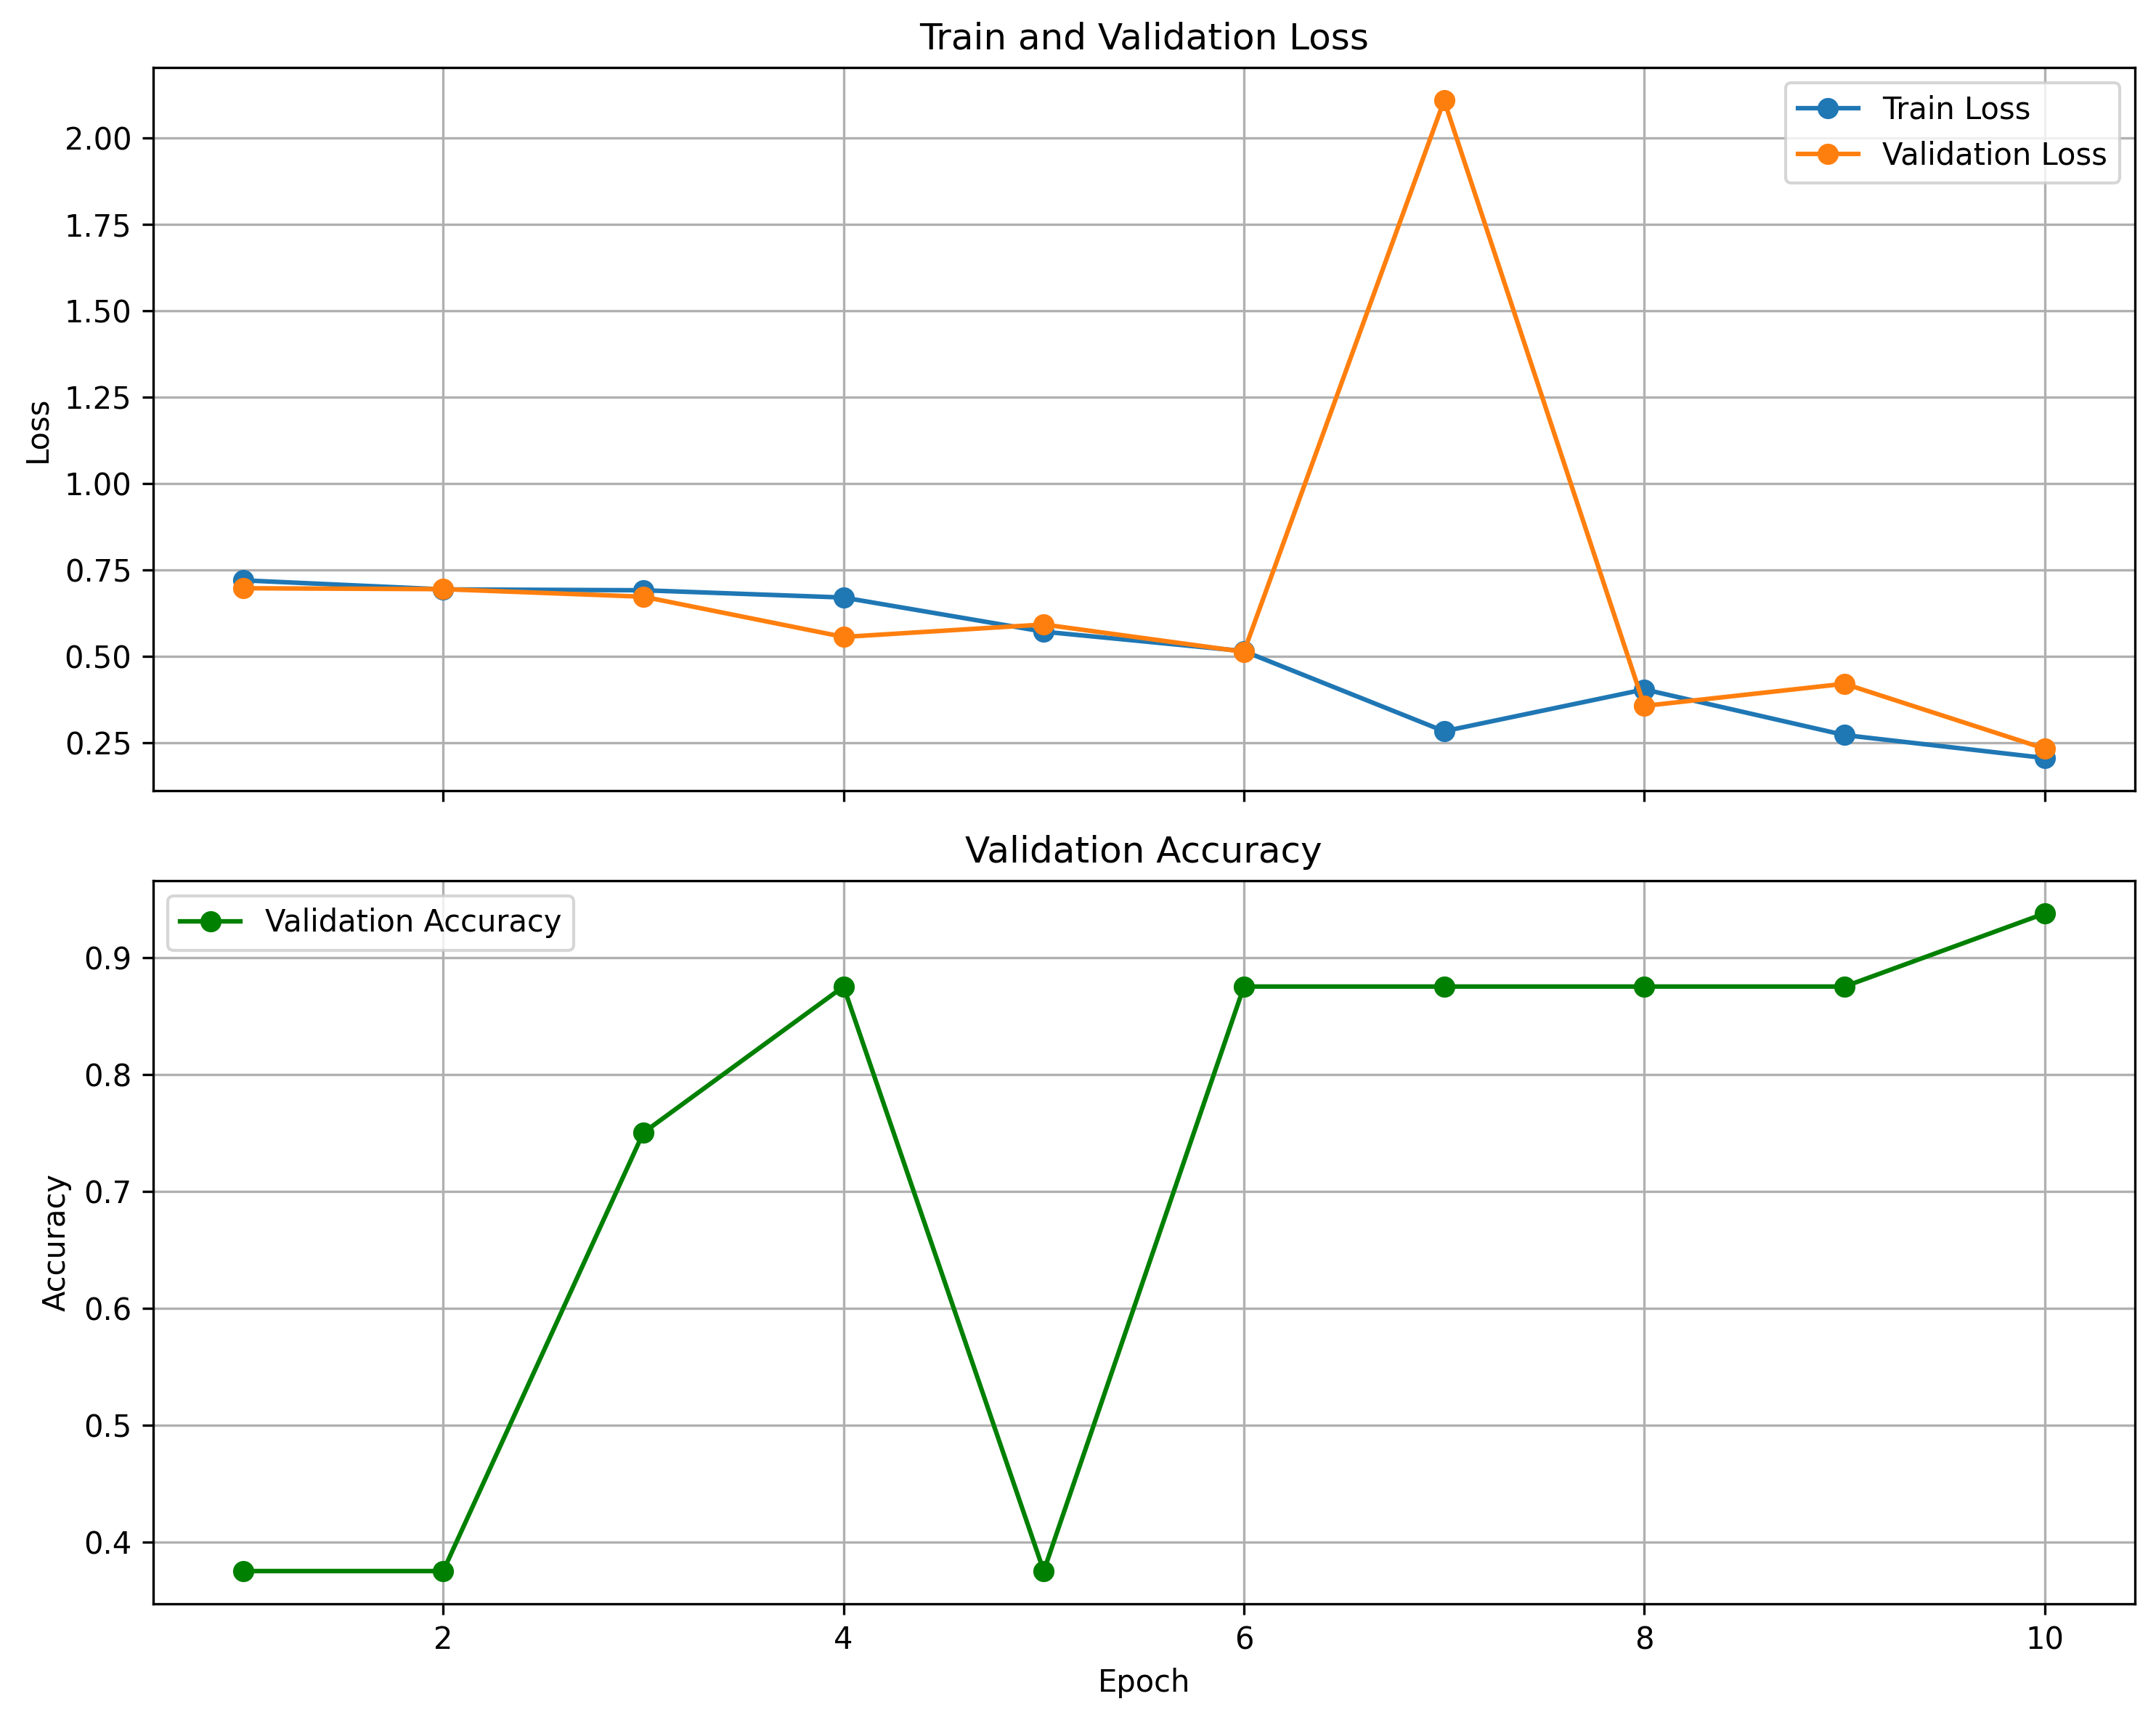 Train and Validation Loss
Train Loss
Validation Loss
2.00
1.75
1.50
1.25
1.00
0.75
0.50
0.25
Loss
Validation Accuracy
Validation Accuracy
0.9
0.8
0.7
0.6
0.5
0.4
Accuracy
2 4 6 8 10
Epoch